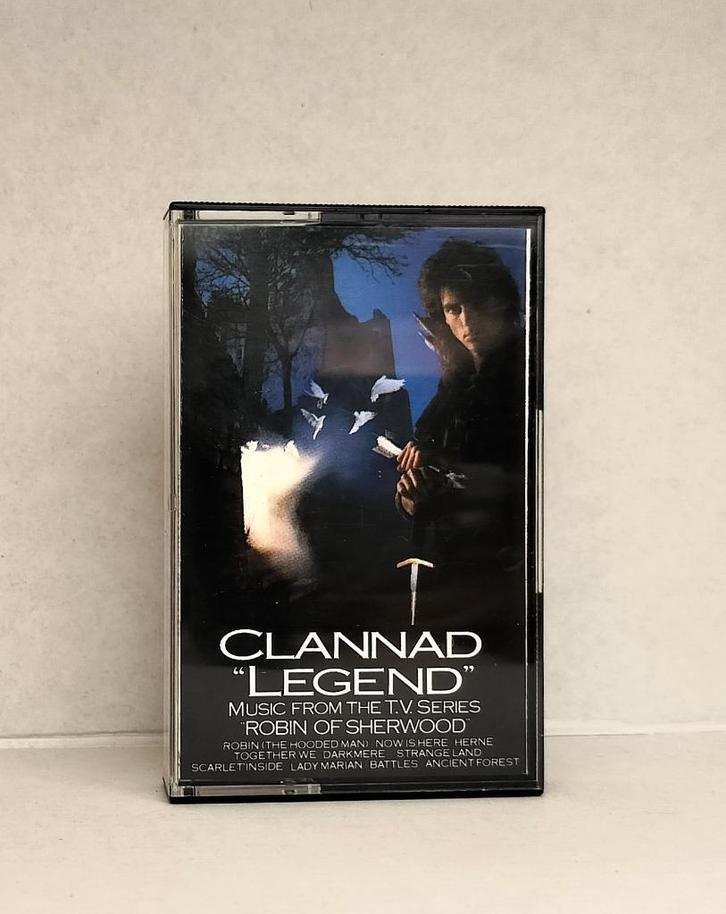 CLANNAD
“LEGEND”
MUSIC FROM THE T.V. SERIES
"ROBIN OF SHERWOOD"
ROBIN (THE HOODED MAN) NOW IS HERE HERNE
TOGETHER WE DARKMERE STRANGE LAND
SCARLET INSIDE LADY MARIAN BATTLES ANCIENT FOREST